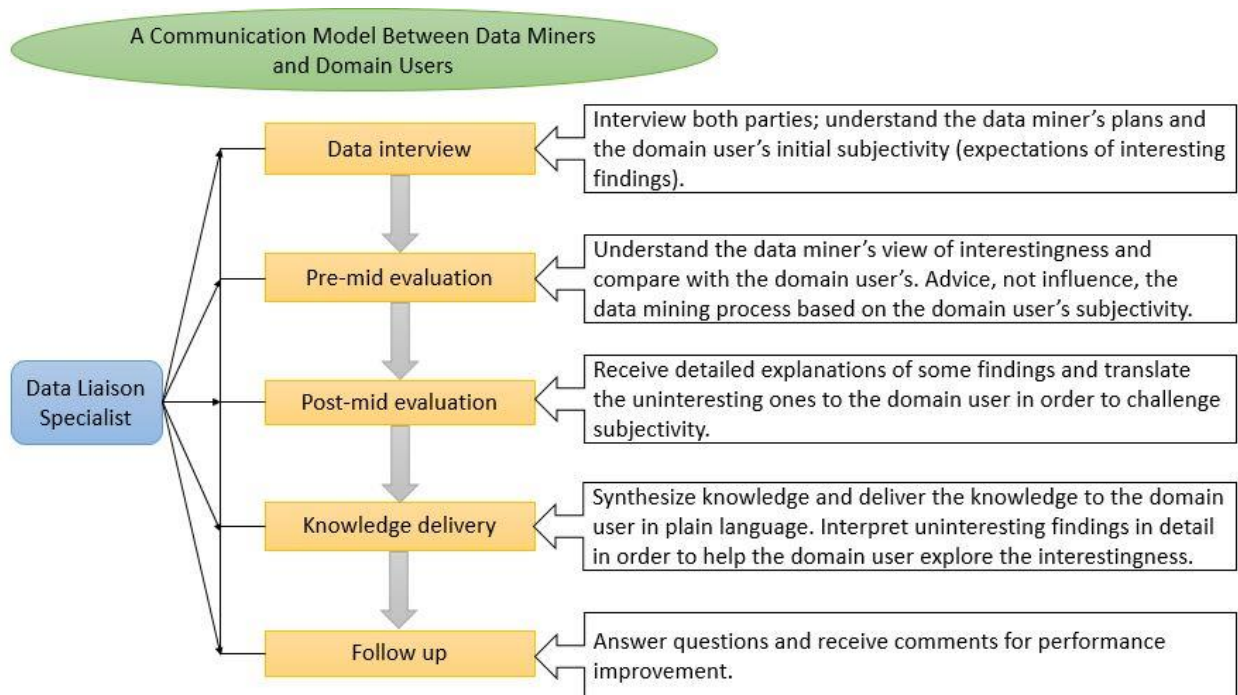 A Communication Model Between Data Miners
and Domain Users
Data interview
Interview both parties; understand the data miner’s plans and
the domain user’s initial subjectivity (expectations of interesting
findings).
Pre-mid evaluation
Understand the data miner’s view of interestingness and
compare with the domain user’s. Advice, not influence, the
data mining process based on the domain user’s subjectivity.
Data Liaison
Specialist
Post-mid evaluation
Receive detailed explanations of some findings and translate
the uninteresting ones to the domain user in order to challenge
subjectivity.
Knowledge delivery
Synthesize knowledge and deliver the knowledge to the domain
user in plain language. Interpret uninteresting findings in detail
in order to help the domain user explore the interestingness.
Follow up
Answer questions and receive comments for performance
improvement.